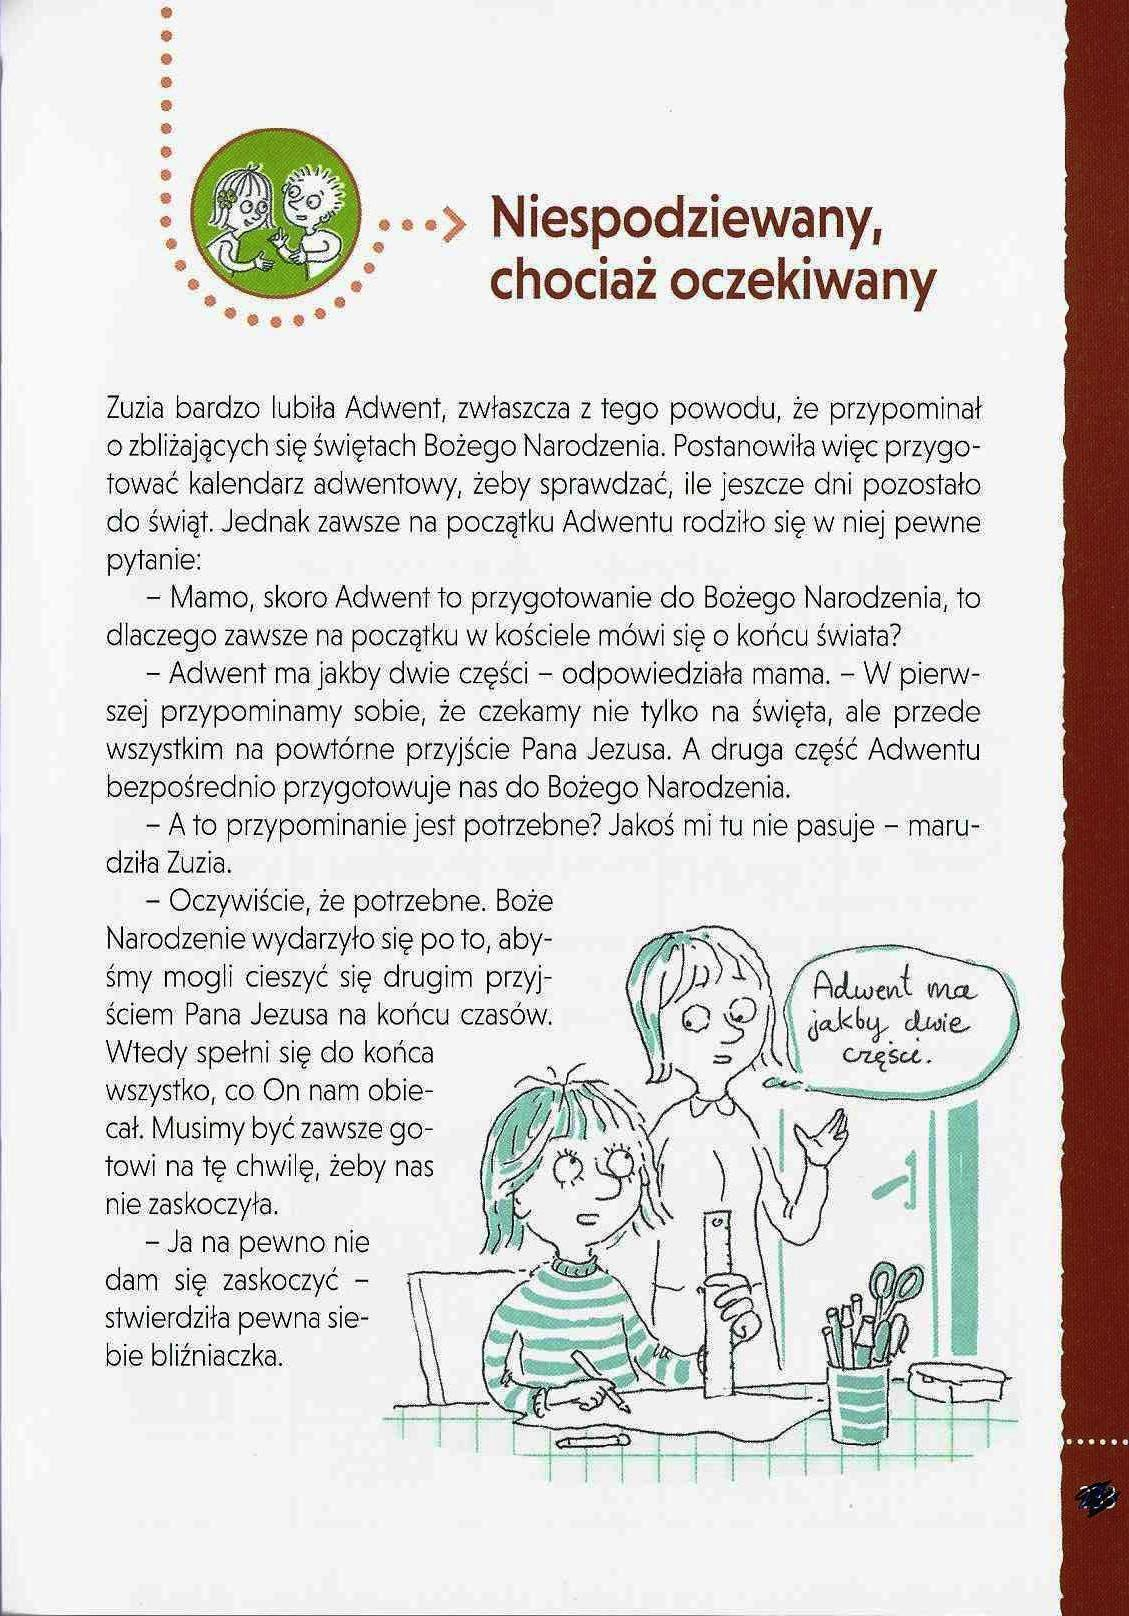 Niespodziewany,
chociaż oczekiwany
Zuzia bardzo lubiła Adwent, zwłaszcza z tego powodu, że przypominał
o zbliżających się świętach Bożego Narodzenia. Postanowiła więc przygo-
tować kalendarz adwentowy, żeby sprawdzać, ile jeszcze dni pozostało
do świąt. Jednak zawsze na początku Adwentu rodziło się w niej pewne
pytanie:
– Mamo, skoro Adwent to przygotowanie do Bożego Narodzenia, to
dlaczego zawsze na początku w kościele mówi się o końcu świata?
– Adwent ma jakby dwie części – odpowiedziała mama. – W pierw-
szej przypominamy sobie, że czekamy nie tylko na święta, ale przede
wszystkim na powtórne przyjście Pana Jezusa. A druga część Adwentu
bezpośrednio przygotowuje nas do Bożego Narodzenia.
– A to przypominanie jest potrzebne? Jakoś mi tu nie pasuje – maru-
dziła Zuzia.
– Oczywiście, że potrzebne. Boże
Narodzenie wydarzyło się po to, aby-
śmy mogli cieszyć się drugim przyj-
ściem Pana Jezusa na końcu czasów.
Wtedy spełni się do końca
wszystko, co On nam obie-
cał. Musimy być zawsze go-
towi na tę chwilę, żeby nas
nie zaskoczyła.
– Ja na pewno nie
dam się zaskoczyć –
stwierdziła pewna sie-
bie bliźniaczka.
Adwent ma
jakby dwie
części.